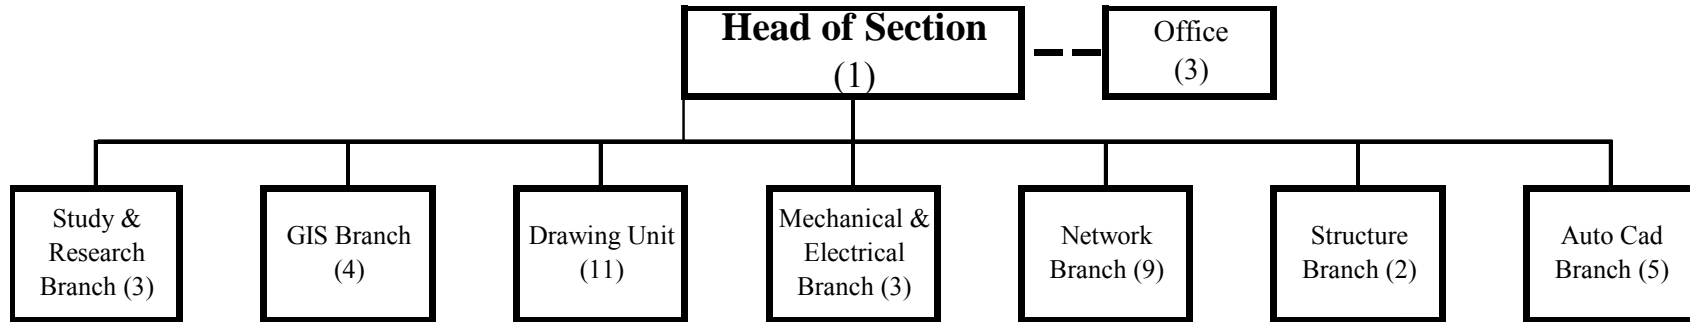 Head of Section
(1)
Office
(3)
Study &
Research
Branch (3)
GIS Branch
(4)
Drawing Unit
(11)
Mechanical &
Electrical
Branch (3)
Network
Branch (9)
Structure
Branch (2)
Auto Cad
Branch (5)